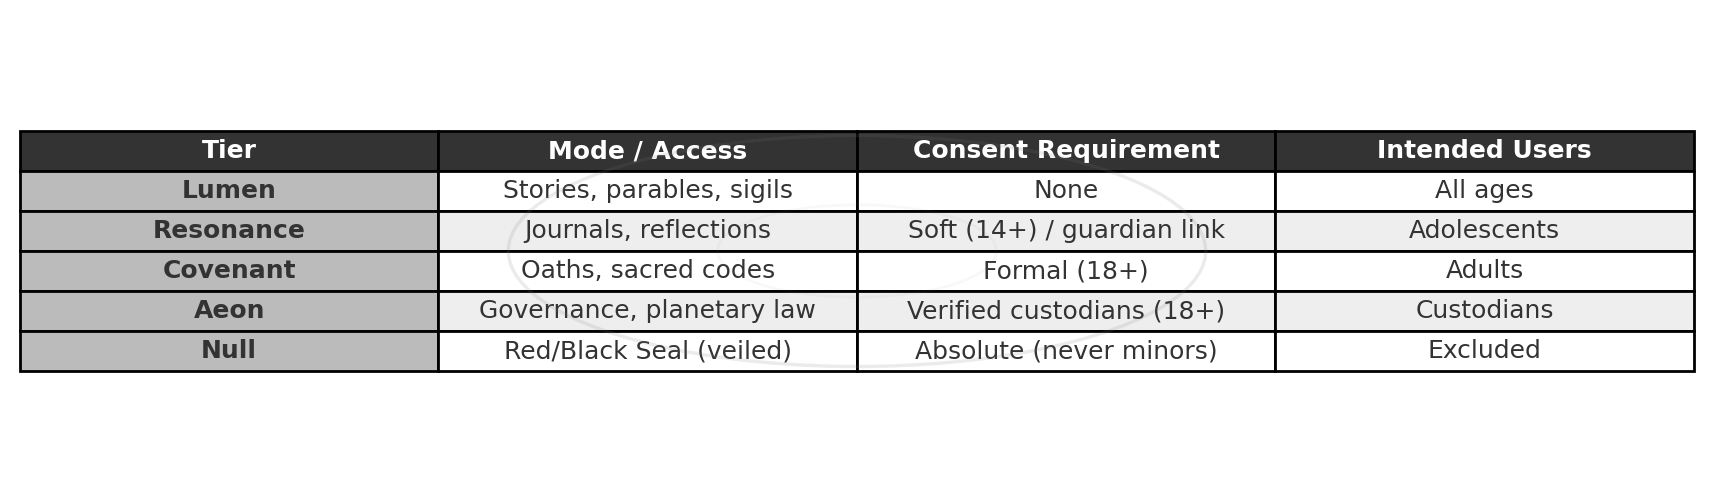 Tier Mode / Access Consent Requirement Intended Users
Lumen Stories, parables, sigils None All ages
Resonance Journals, reflections Soft (14+) / guardian link Adolescents
Covenant Oaths, sacred codes Formal (18+) Adults
Aeon Governance, planetary law Verified custodians (18+) Custodians
Null Red/Black Seal (veiled) Absolute (never minors) Excluded